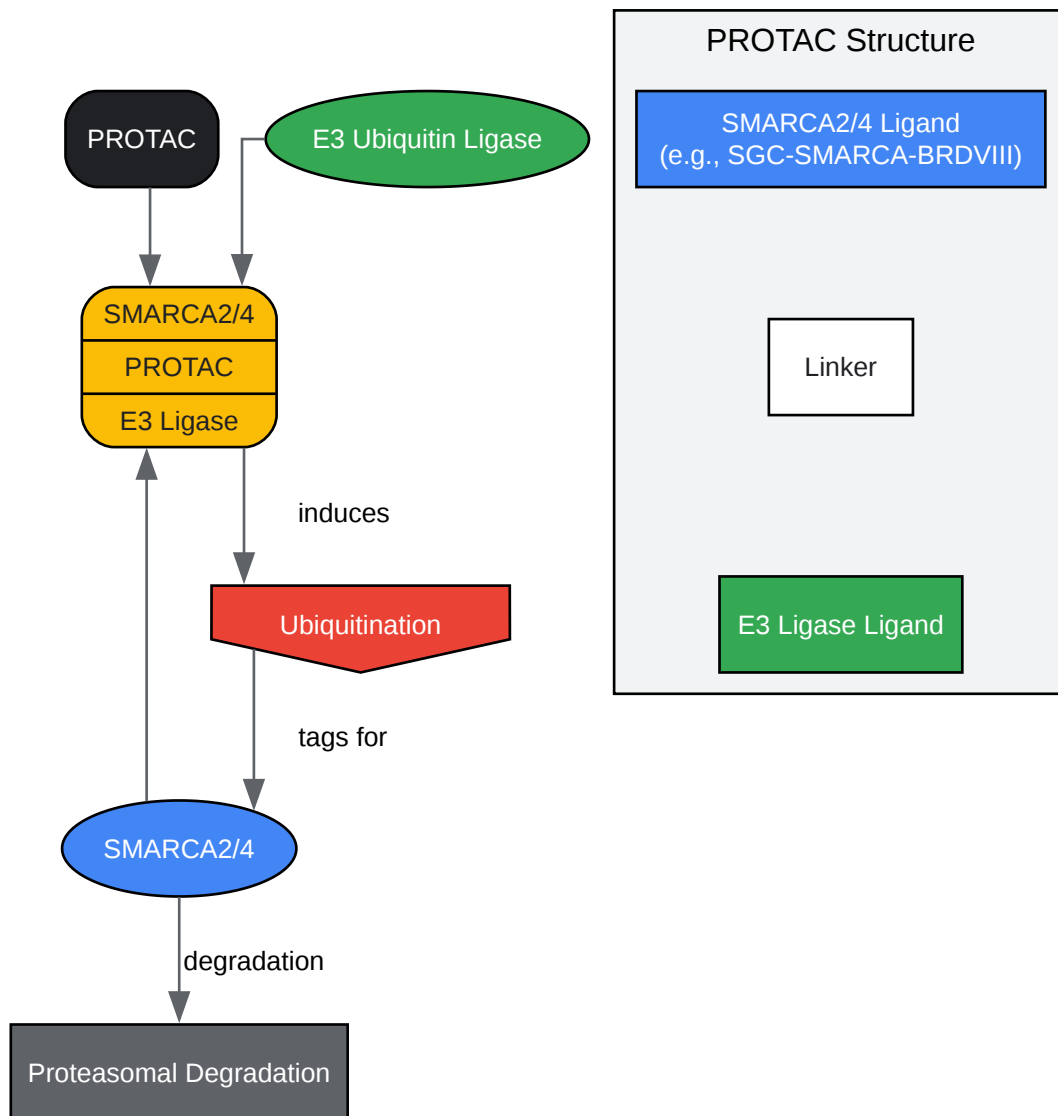 PROTAC
E3 Ubiquitin Ligase
SMARCA2/4
PROTAC
E3 Ligase
induces
Ubiquitination
tags for
SMARCA2/4
degradation
Proteasomal Degradation
PROTAC Structure
SMARCA2/4 Ligand
(e.g., SGC-SMARCA-BRDVIII)
Linker
E3 Ligase Ligand